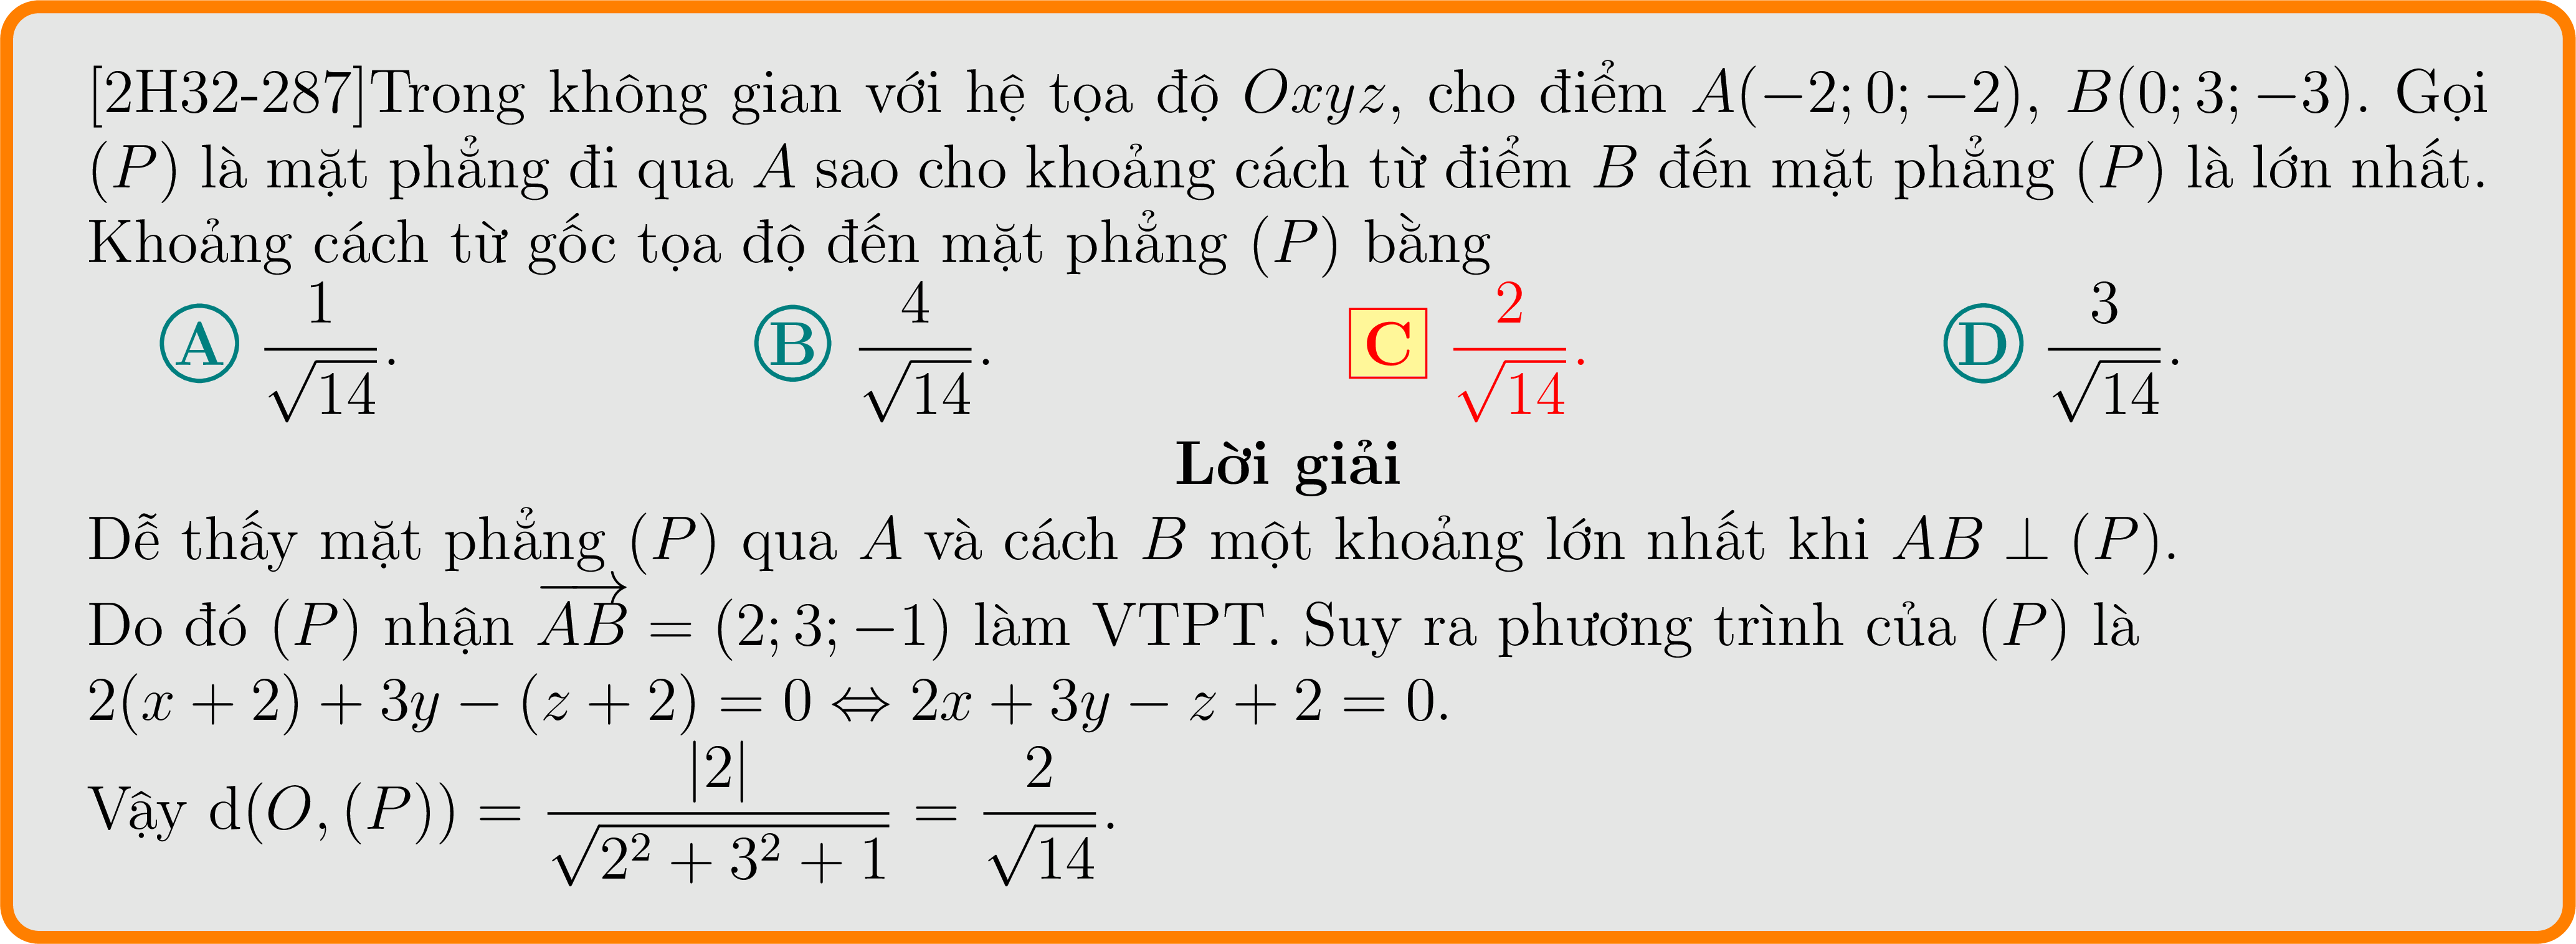 [2H32-287]Trong không gian với hệ tọa độ $Oxyz$, cho điểm $A(-2; 0; -2)$, $B(0; 3; -3)$. Gọi
$(P)$ là mặt phẳng đi qua $A$ sao cho khoảng cách từ điểm $B$ đến mặt phẳng $(P)$ là lớn nhất.
Khoảng cách từ gốc tọa độ đến mặt phẳng $(P)$ bằng
A $\frac{1}{\sqrt{14}}$. B $\frac{4}{\sqrt{14}}$. C $\frac{2}{\sqrt{14}}$. D $\frac{3}{\sqrt{14}}$.
Lời giải
Dễ thấy mặt phẳng $(P)$ qua $A$ và cách $B$ một khoảng lớn nhất khi $AB \perp (P)$.
Do đó $(P)$ nhận $\overrightarrow{AB} = (2; 3; -1)$ làm VTPT. Suy ra phương trình của $(P)$ là
$2(x + 2) + 3y - (z + 2) = 0 \Leftrightarrow 2x + 3y - z + 2 = 0$.
Vậy $\mathrm{d}(O, (P)) = \frac{|2|}{\sqrt{2^2 + 3^2 + 1}} = \frac{2}{\sqrt{14}}$.